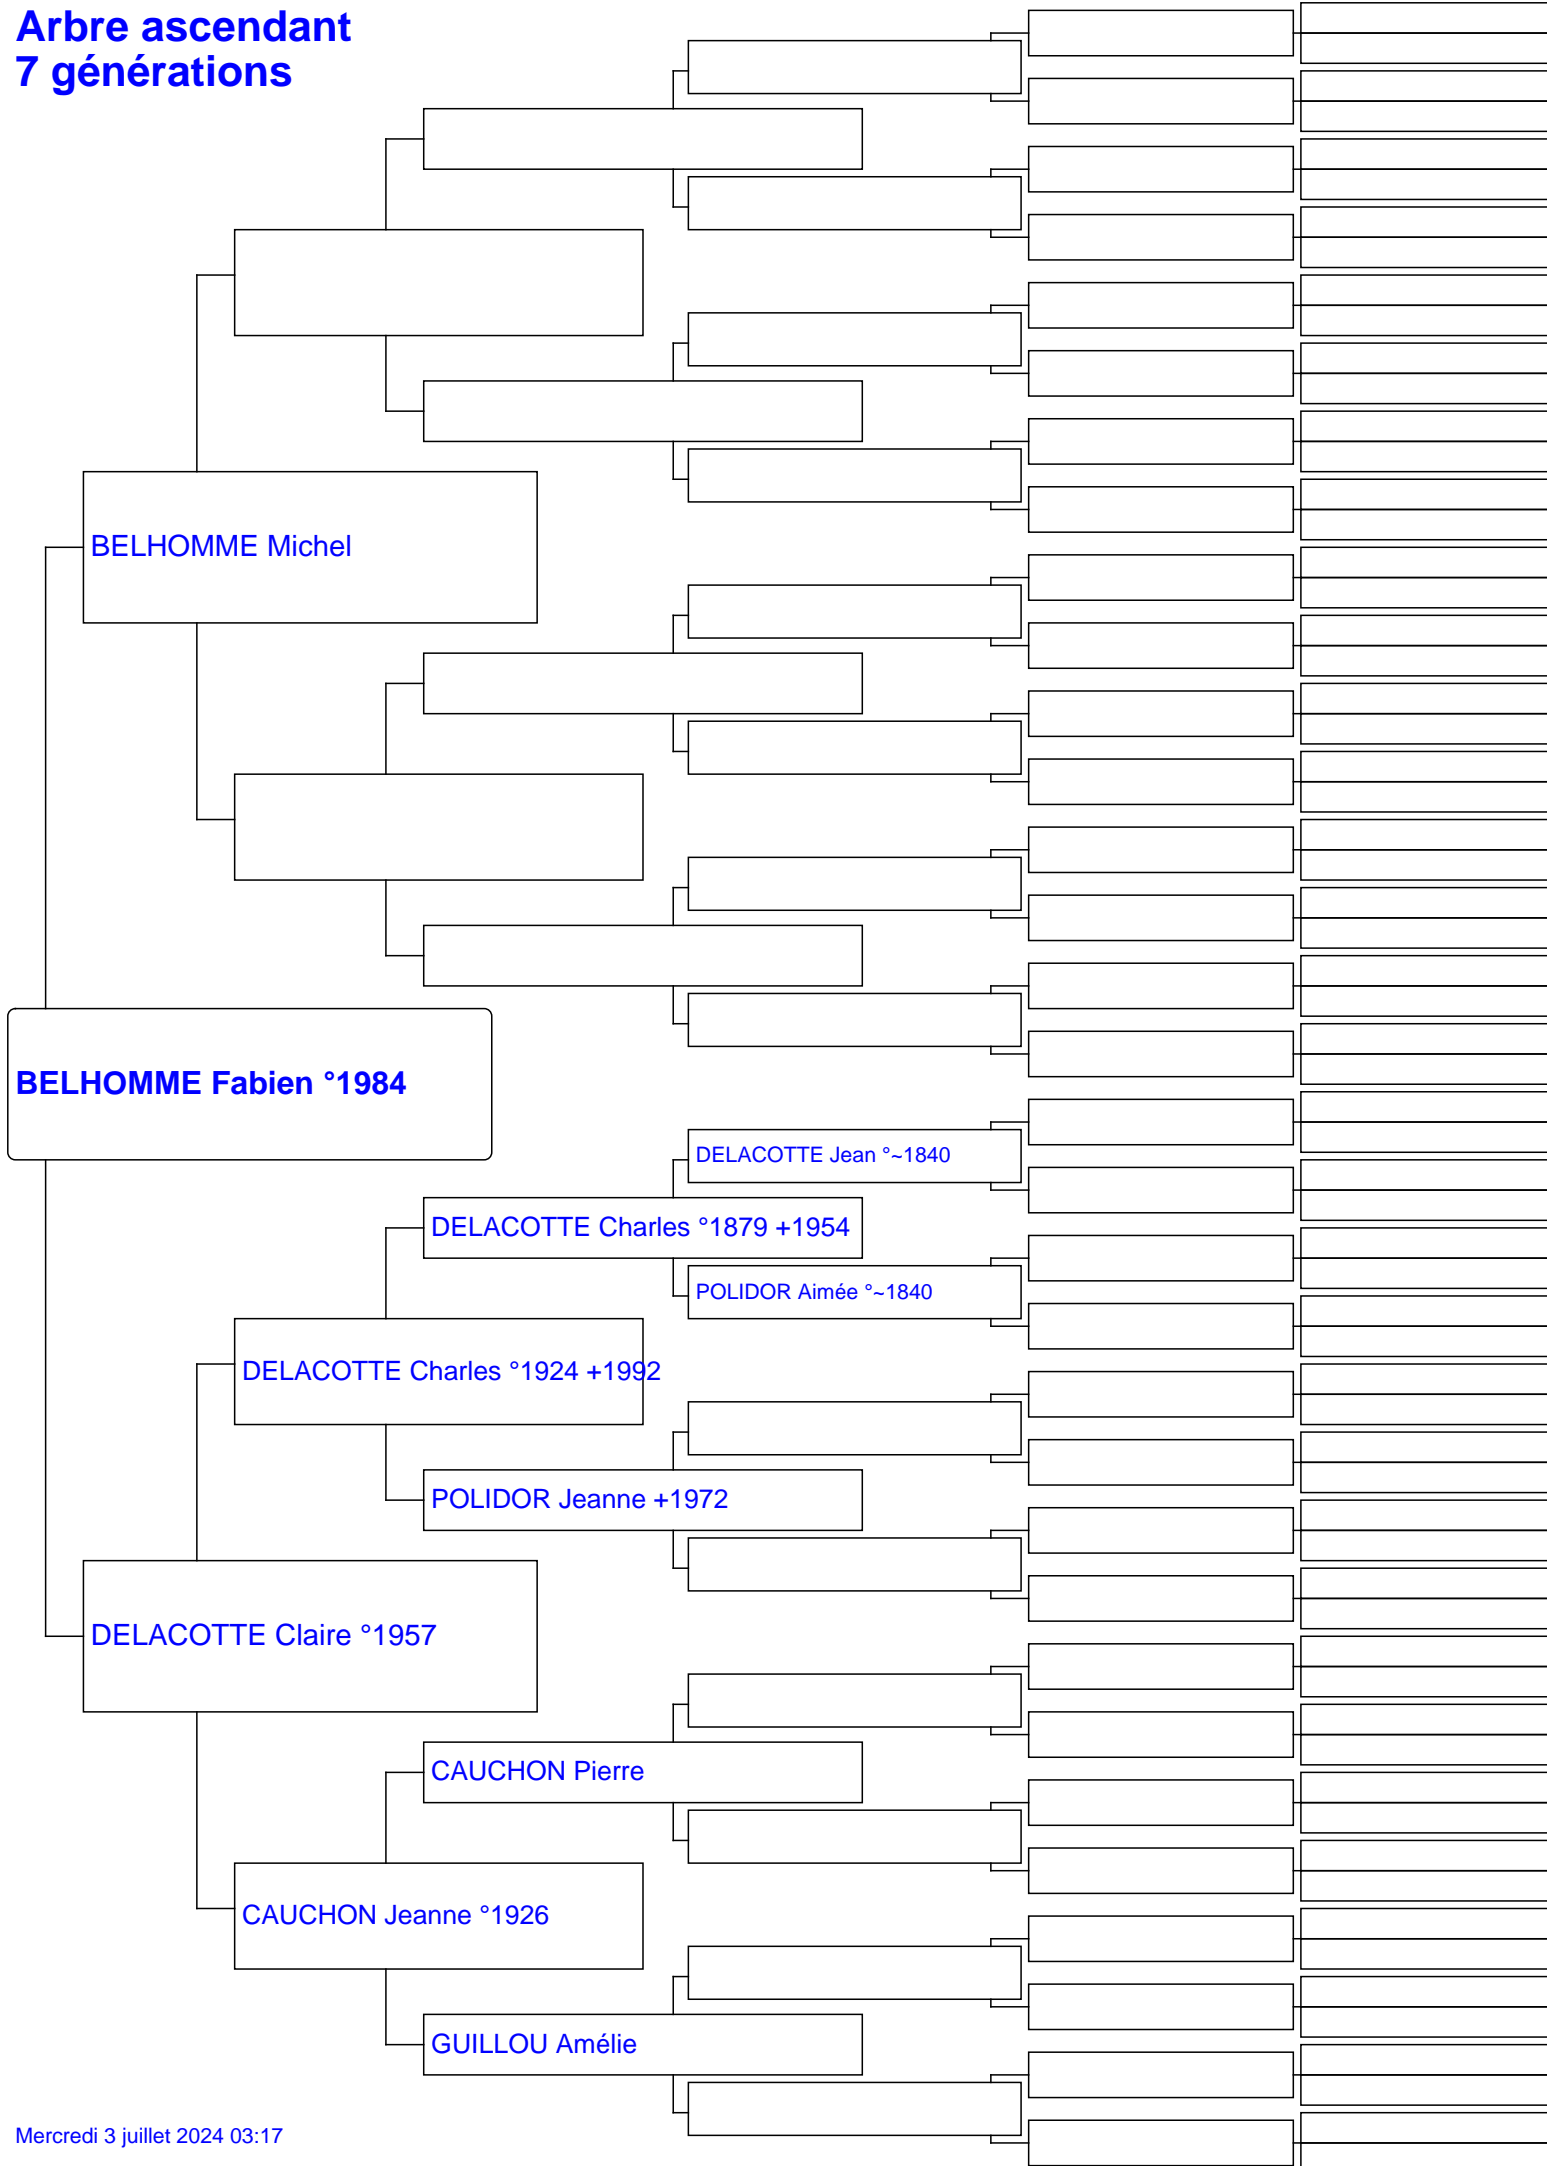 Arbre ascendant
7 générations
BELHOMME Michel
BELHOMME Fabien °1984
DELACOTTE Jean °~1840
DELACOTTE Charles °1879 +1954
POLIDOR Aimée °~1840
DELACOTTE Charles °1924 +1992
POLIDOR Jeanne +1972
DELACOTTE Claire °1957
CAUCHON Pierre
CAUCHON Jeanne °1926
GUILLOU Amélie
Mercredi 3 juillet 2024 03:17